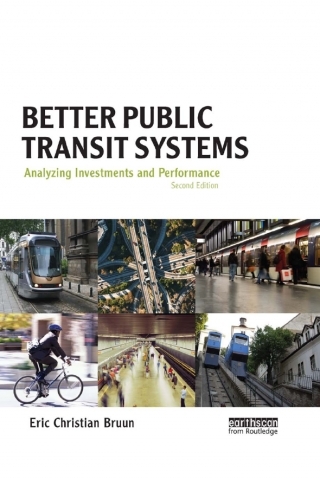 BETTER PUBLIC
TRANSIT SYSTEMS
Analyzing Investments and Performance
Second Edition
Eric Christian Bruun
earthscan
from Routledge